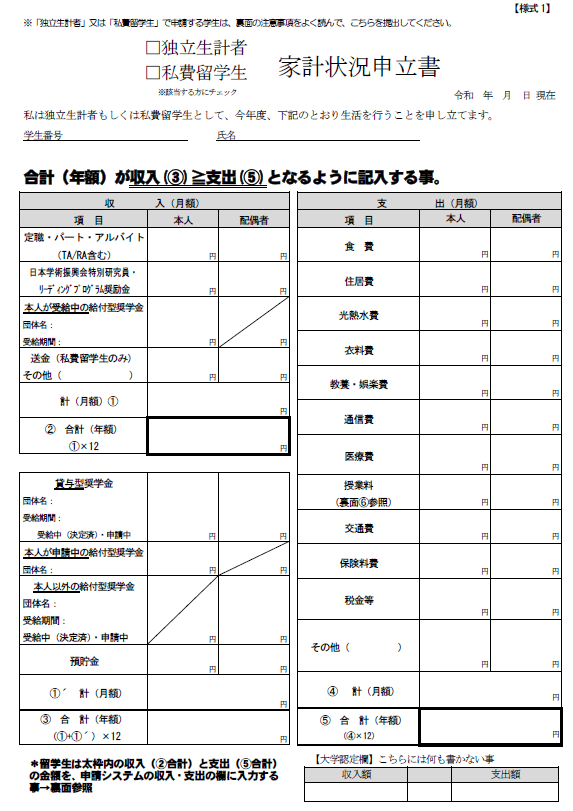 【様式１】
※「独立生計者」又は「私費留学生」で申請する学生は、裏面の注意事項をよく読んで、こちらを提出してください。
□独立生計者
□私費留学生
※該当する方にチェック
家計状況申立書
令和　年　月　日 現在
私は独立生計者もしくは私費留学生として、今年度、下記のとおり生活を行うことを申し立てます。
学生番号　氏名
合計（年額）が収入（③）≧支出（⑤）となるように記入する事。
収　入（月額）
項　目　本人　配偶者
定職・パート・アルバイト
（TA/RA含む）　円　円
日本学術振興会特別研究員・
リーディングプログラム奨励金　円　円
本人が受給中の給付型奨学金
団体名：
受給期間：　円　円
送金（私費留学生のみ）
その他（　）　円　円
計（月額）①　円
②　合計（年額）
①×12　円
貸与型奨学金
団体名：
受給期間：
受給中（決定済）・申請中　円　円
本人が申請中の給付型奨学金
団体名：　円　円
本人以外の給付型奨学金
団体名：
受給期間：
受給中（決定済）・申請中　円　円
預貯金　円　円
①´　計（月額）　円
③　合　計（年額）
（①+①´）×12　円
＊留学生は太枠内の収入（②合計）と支出（⑤合計）
の金額を、申請システムの収入・支出の欄に入力する
事→裏面参照
支　出（月額）
項　目　本人　配偶者
食　費　円　円
住居費　円　円
光熱水費　円　円
衣料費　円　円
教養・娯楽費　円　円
通信費　円　円
医療費　円　円
授業料
（裏面⑥参照）　円　円
交通費　円　円
保険料費　円　円
税金等　円　円
その他（　）　円　円
④　計（月額）　円
⑤　合　計（年額）
（④×12）　円
【大学認定欄】こちらには何も書かない事
収入額　支出額